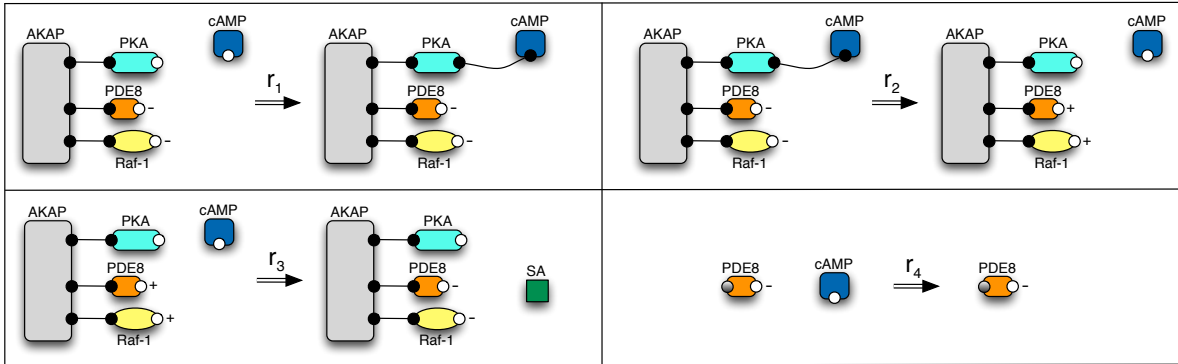 cAMP cAMP
AKAP PKA AKAP PKA
r1
PDE8 - PDE8 -
- -
Raf-1 Raf-1
cAMP cAMP
AKAP PKA AKAP PKA
r2
PDE8 - PDE8 +
- +
Raf-1 Raf-1
AKAP PKA cAMP AKAP PKA
r3
PDE8 + PDE8 - SA
+ -
Raf-1 Raf-1
PDE8 - cAMP r4 PDE8 -